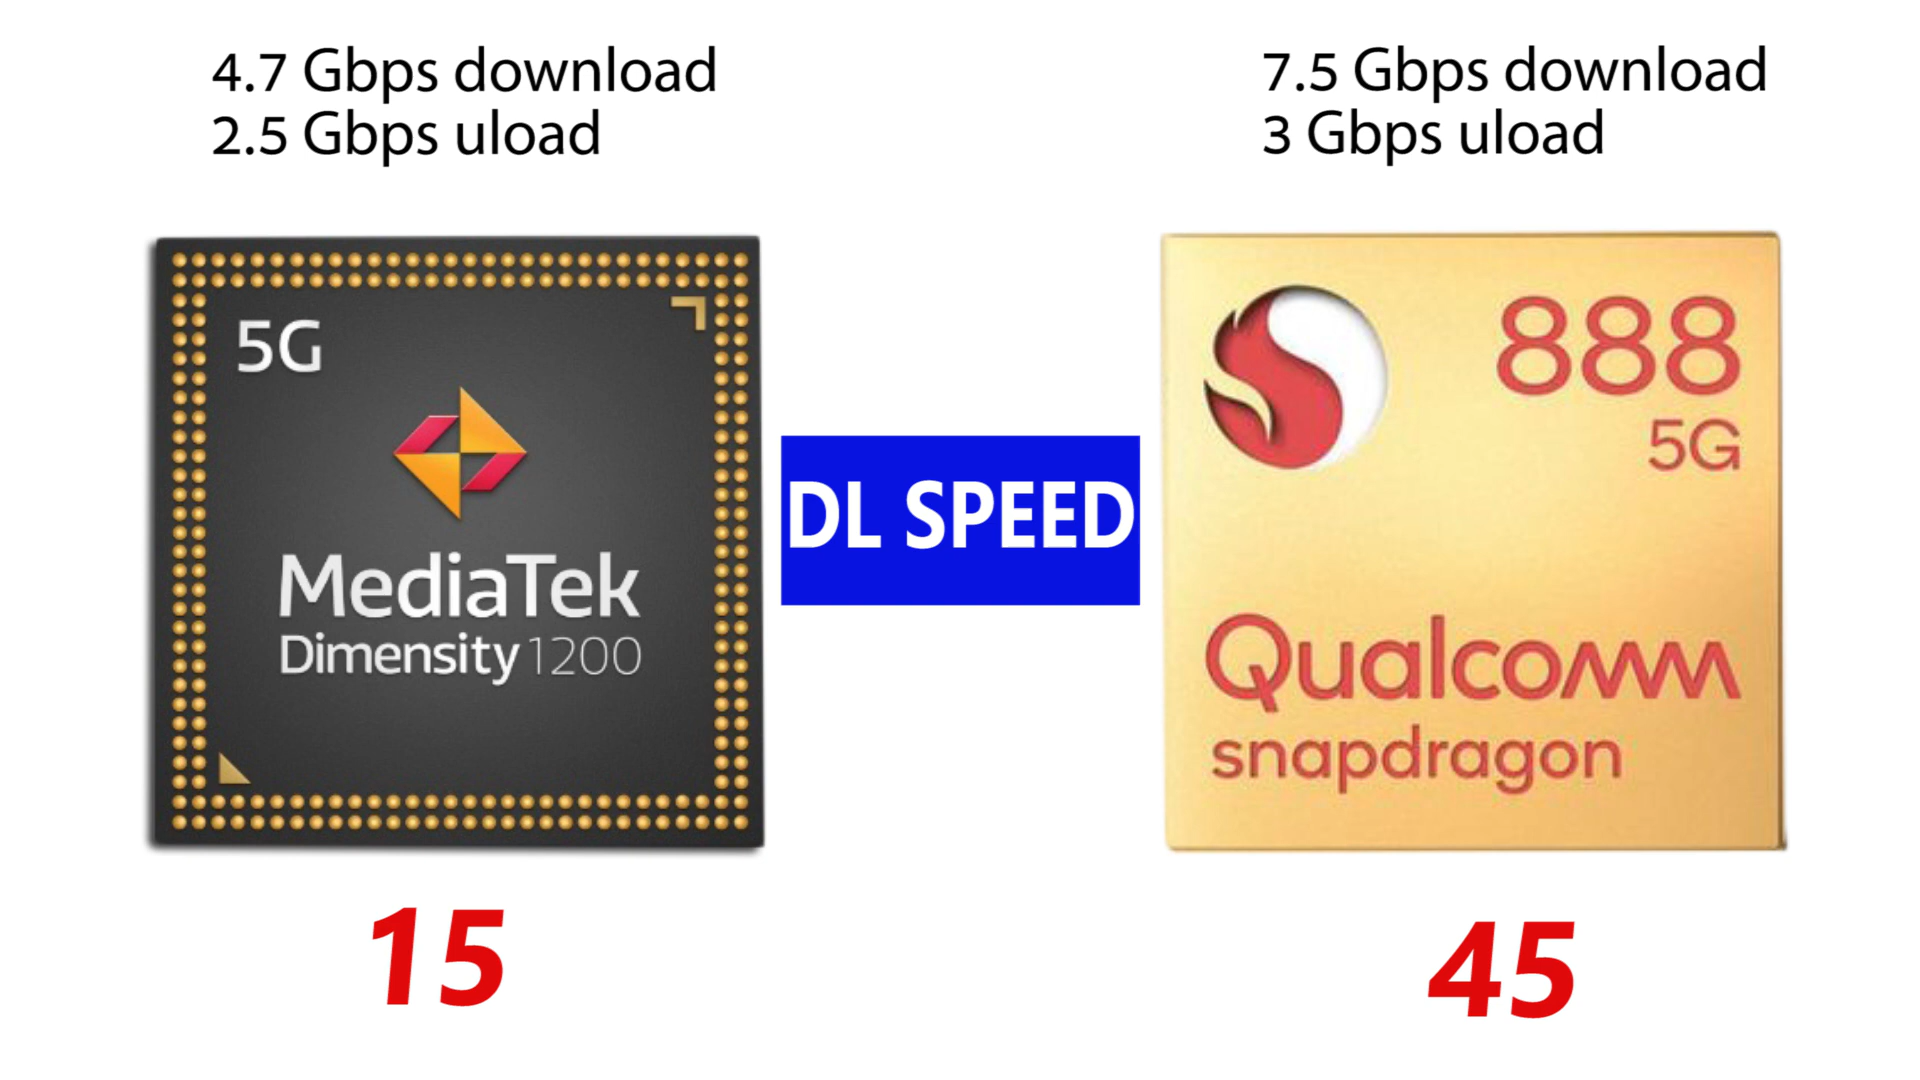 4.7 Gbps download
2.5 Gbps uload
7.5 Gbps download
3 Gbps uload
5G
MediaTek
Dimensity 1200
DL SPEED
888
5G
Qualcomm
snapdragon
15
45